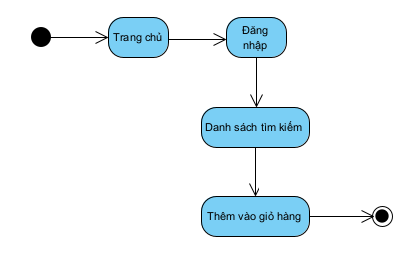 Trang chủ
Đăng
nhập
Danh sách tìm kiếm
Thêm vào giỏ hàng